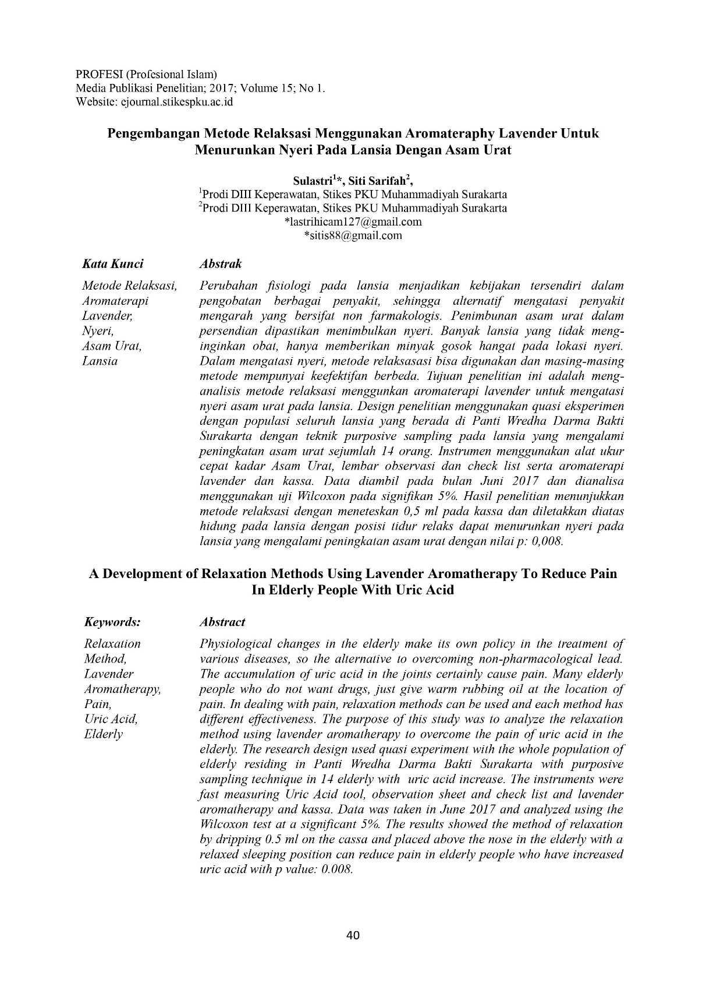 PROFESI (Profesional Islam)
Media Publikasi Penelitian; 2017; Volume 15; No 1.
Website: ejournal.stikespku.ac.id
Pengembangan Metode Relaksasi Menggunakan Aromateraphy Lavender Untuk
Menurunkan Nyeri Pada Lansia Dengan Asam Urat
Sulastri¹*, Siti Sarifah²,
¹Prodi DIII Keperawatan, Stikes PKU Muhammadiyah Surakarta
²Prodi DIII Keperawatan, Stikes PKU Muhammadiyah Surakarta
*lastrihicam127@gmail.com
*sitis88@gmail.com
Kata Kunci
Metode Relaksasi,
Aromaterapi
Lavender,
Nyeri,
Asam Urat,
Lansia
Abstrak
Perubahan fisiologi pada lansia menjadikan kebijakan tersendiri dalam
pengobatan berbagai penyakit, sehingga alternatif mengatasi penyakit
mengarah yang bersifat non farmakologis. Penimbunan asam urat dalam
persendian dipastikan menimbulkan nyeri. Banyak lansia yang tidak meng-
inginkan obat, hanya memberikan minyak gosok hangat pada lokasi nyeri.
Dalam mengatasi nyeri, metode relaksasasi bisa digunakan dan masing-masing
metode mempunyai keefektifan berbeda. Tujuan penelitian ini adalah meng-
analisis metode relaksasi menggunkan aromaterapi lavender untuk mengatasi
nyeri asam urat pada lansia. Design penelitian menggunakan quasi eksperimen
dengan populasi seluruh lansia yang berada di Panti Wredha Darma Bakti
Surakarta dengan teknik purposive sampling pada lansia yang mengalami
peningkatan asam urat sejumlah 14 orang. Instrumen menggunakan alat ukur
cepat kadar Asam Urat, lembar observasi dan check list serta aromaterapi
lavender dan kassa. Data diambil pada bulan Juni 2017 dan dianalisa
menggunakan uji Wilcoxon pada signifikan 5%. Hasil penelitian menunjukkan
metode relaksasi dengan meneteskan 0,5 ml pada kassa dan diletakkan diatas
hidung pada lansia dengan posisi tidur relaks dapat menurunkan nyeri pada
lansia yang mengalami peningkatan asam urat dengan nilai p: 0,008.
A Development of Relaxation Methods Using Lavender Aromatherapy To Reduce Pain
In Elderly People With Uric Acid
Keywords:
Relaxation
Method,
Lavender
Aromatherapy,
Pain,
Uric Acid,
Elderly
Abstract
Physiological changes in the elderly make its own policy in the treatment of
various diseases, so the alternative to overcoming non-pharmacological lead.
The accumulation of uric acid in the joints certainly cause pain. Many elderly
people who do not want drugs, just give warm rubbing oil at the location of
pain. In dealing with pain, relaxation methods can be used and each method has
different effectiveness. The purpose of this study was to analyze the relaxation
method using lavender aromatherapy to overcome the pain of uric acid in the
elderly. The research design used quasi experiment with the whole population of
elderly residing in Panti Wredha Darma Bakti Surakarta with purposive
sampling technique in 14 elderly with uric acid increase. The instruments were
fast measuring Uric Acid tool, observation sheet and check list and lavender
aromatherapy and kassa. Data was taken in June 2017 and analyzed using the
Wilcoxon test at a significant 5%. The results showed the method of relaxation
by dripping 0.5 ml on the cassa and placed above the nose in the elderly with a
relaxed sleeping position can reduce pain in elderly people who have increased
uric acid with p value: 0.008.
40